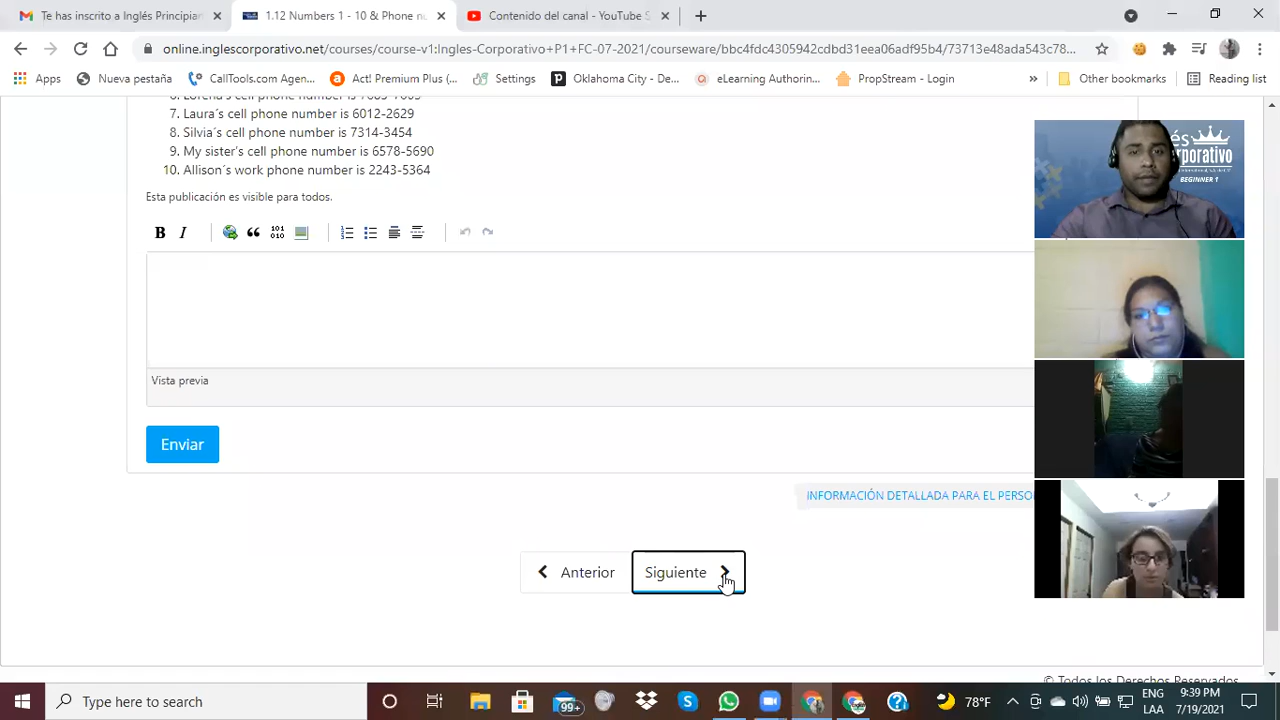 Te has inscrito a Inglés Principian
1.12 Numbers 1 - 10 & Phone nu
Contenido del canal - YouTube S
online.inglescorporativo.net/courses/course-v1:Ingles-Corporativo+P1+FC-07-2021/courseware/bbc4fdc4305942cdbd31eea06adf95b4/73713e48ada543c78...
Apps
Nueva pestaña
CallTools.com Agen...
Act! Premium Plus (...
Settings
Oklahoma City - De...
eLearning Authorin...
PropStream - Login
»
Other bookmarks
Reading list
7. Laura´s cell phone number is 6012-2629
8. Silvia´s cell phone number is 7314-3454
9. My sister's cell phone number is 6578-5690
10. Allison´s work phone number is 2243-5364
Esta publicación es visible para todos.
B I
Vista previa
Enviar
INFORMACIÓN DETALLADA PARA EL PERSO
Anterior
Siguiente
és
rporativo
BEGINNER 1
Type here to search
99+
78°F
ENG
LAA
9:39 PM
7/19/2021